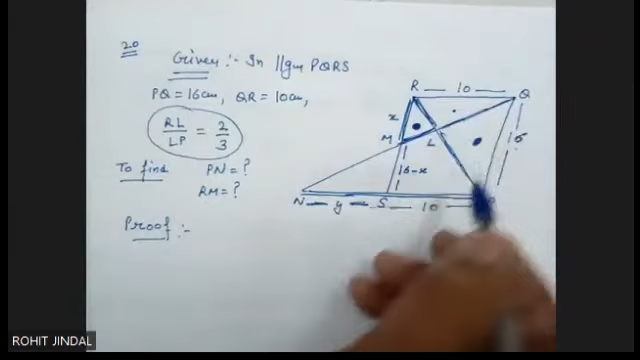 20
Given :- In ||gm PQRS
PQ = 16cm, QR = 10cm,
RL/LP = 2/3
To find PN = ?
RM = ?
Proof :-
R 10 Q
x
M L
16
16-x
N y S 10
ROHIT JINDAL